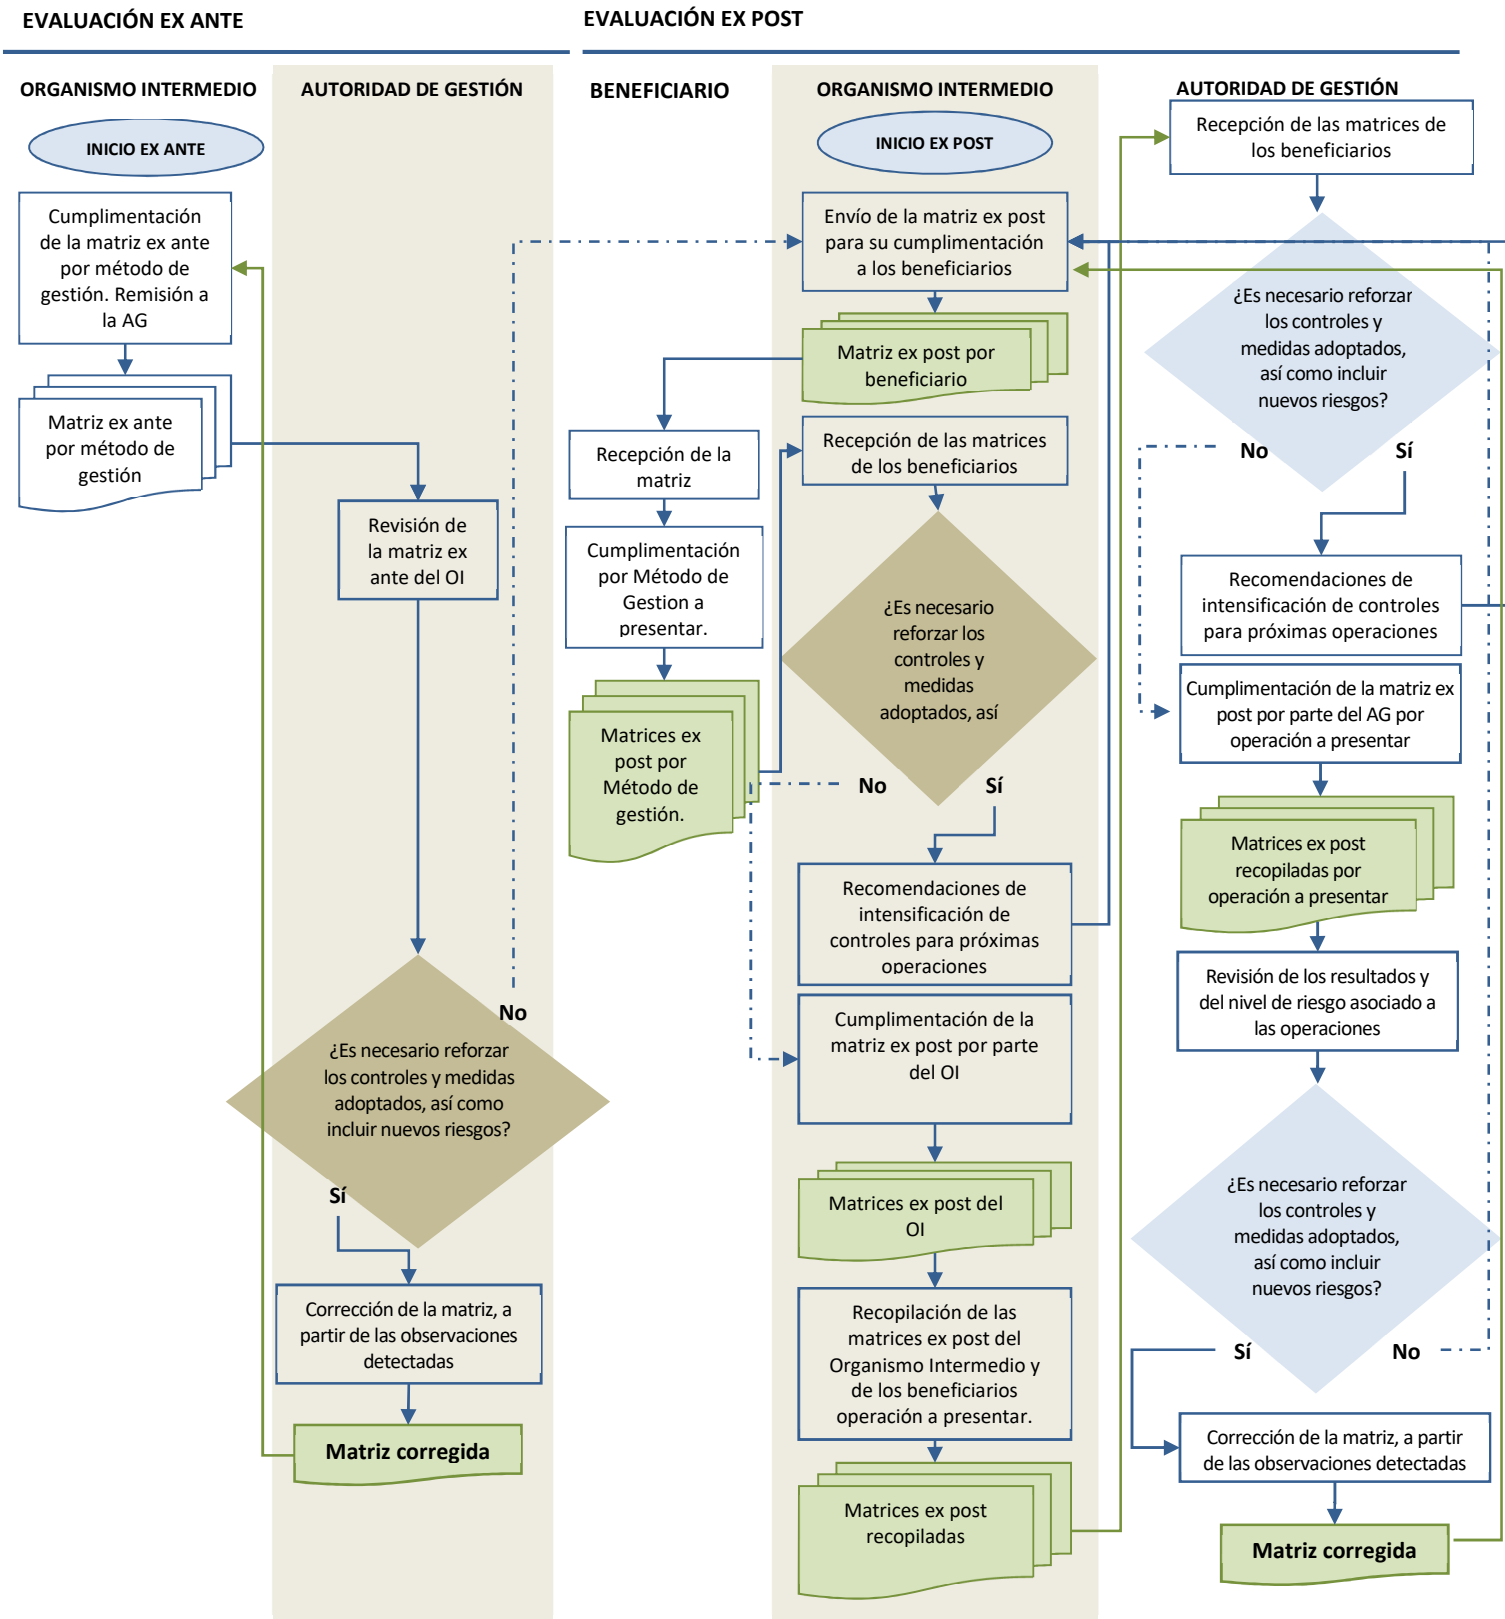 EVALUACIÓN EX ANTE
EVALUACIÓN EX POST
ORGANISMO INTERMEDIO
AUTORIDAD DE GESTIÓN
BENEFICIARIO
ORGANISMO INTERMEDIO
AUTORIDAD DE GESTIÓN
INICIO EX ANTE
Cumplimentación
de la matriz ex ante
por método de
gestión. Remisión a
la AG
Matriz ex ante
por método de
gestión
Revisión de
la matriz ex
ante del OI
No
¿Es necesario reforzar
los controles y medidas
adoptados, así como
incluir nuevos riesgos?
Sí
Corrección de la matriz, a
partir de las observaciones
detectadas
Matriz corregida
Recepción de la
matriz
Cumplimentación
por Método de
Gestion a
presentar.
Matrices ex
post por
Método de
gestión.
INICIO EX POST
Envío de la matriz ex post
para su cumplimentación
a los beneficiarios
Matriz ex post por
beneficiario
Recepción de las matrices
de los beneficiarios
¿Es necesario
reforzar los
controles y
medidas
adoptados, así
No
Sí
Recomendaciones de
intensificación de
controles para próximas
operaciones
Cumplimentación de la
matriz ex post por parte
del OI
Matrices ex post del
OI
Recopilación de las
matrices ex post del
Organismo Intermedio y
de los beneficiarios
operación a presentar.
Matrices ex post
recopiladas
Recepción de las matrices de
los beneficiarios
¿Es necesario reforzar
los controles y
medidas adoptados,
así como incluir
nuevos riesgos?
No
Sí
Recomendaciones de
intensificación de controles
para próximas operaciones
Cumplimentación de la matriz ex
post por parte del AG por
operación a presentar
Matrices ex post
recopiladas por
operación a presentar
Revisión de los resultados y
del nivel de riesgo asociado a
las operaciones
¿Es necesario reforzar
los controles y
medidas adoptados,
así como incluir
nuevos riesgos?
Sí
No
Corrección de la matriz, a partir
de las observaciones detectadas
Matriz corregida